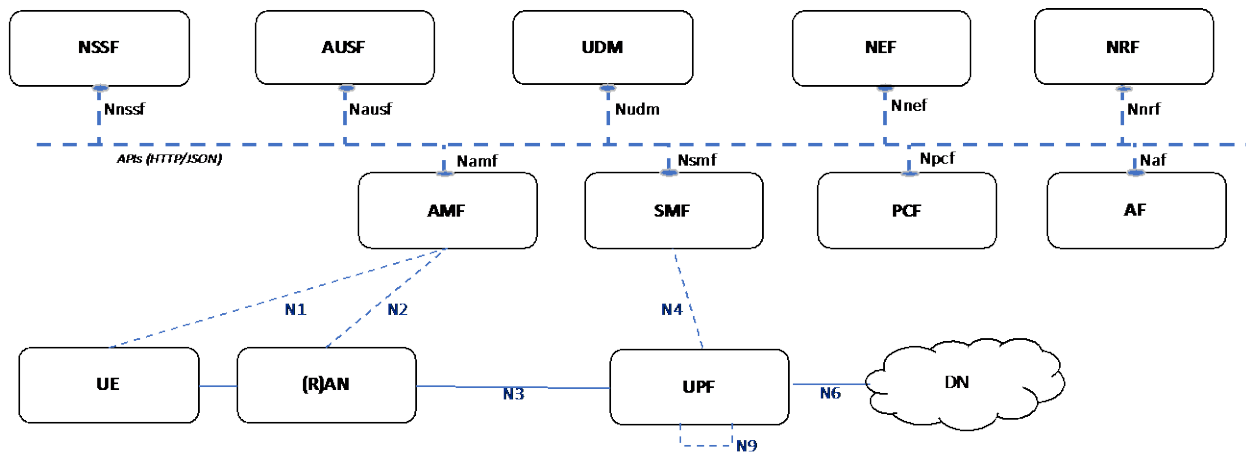 NSSF
AUSF
UDM
NEF
NRF
Nnssf
Nausf
Nudm
Nnef
Nnrf
APIs (HTTP/JSON)
Namf
Nsmf
Npcf
Naf
AMF
SMF
PCF
AF
N1
N2
N4
UE
(R)AN
UPF
DN
N3
N6
N9